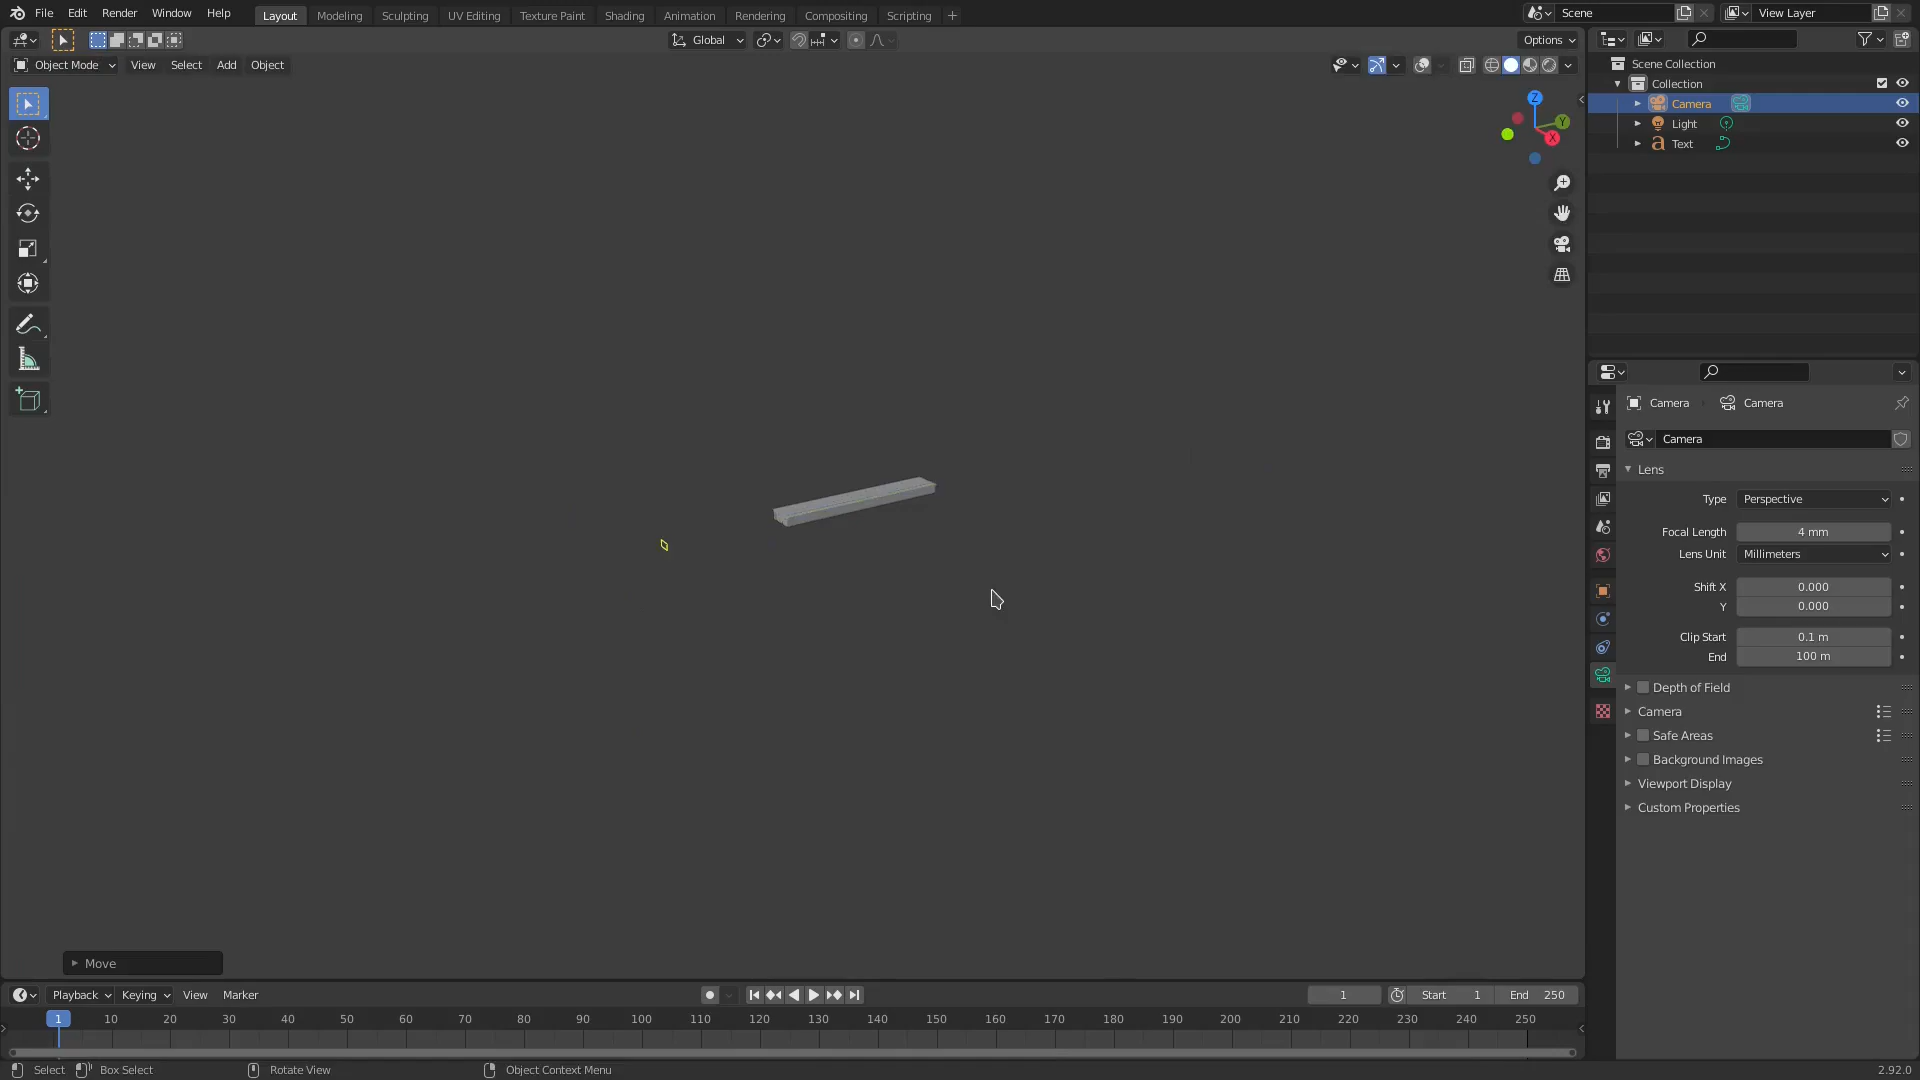 File Edit Render Window Help Layout Modeling Sculpting UV Editing Texture Paint Shading Animation Rendering Compositing Scripting + Scene View Layer
Global Options
Object Mode View Select Add Object
Z
Y
X
Scene Collection
Collection
Camera
Light
Text
Camera Camera
Camera
Lens
Type Perspective
Focal Length 4 mm
Lens Unit Millimeters
Shift X 0.000
Y 0.000
Clip Start 0.1 m
End 100 m
Depth of Field
Camera
Safe Areas
Background Images
Viewport Display
Custom Properties
Move
Playback Keying View Marker 1 Start 1 End 250
1 10 20 30 40 50 60 70 80 90 100 110 120 130 140 150 160 170 180 190 200 210 220 230 240 250
Select Box Select Rotate View Object Context Menu 2.92.0